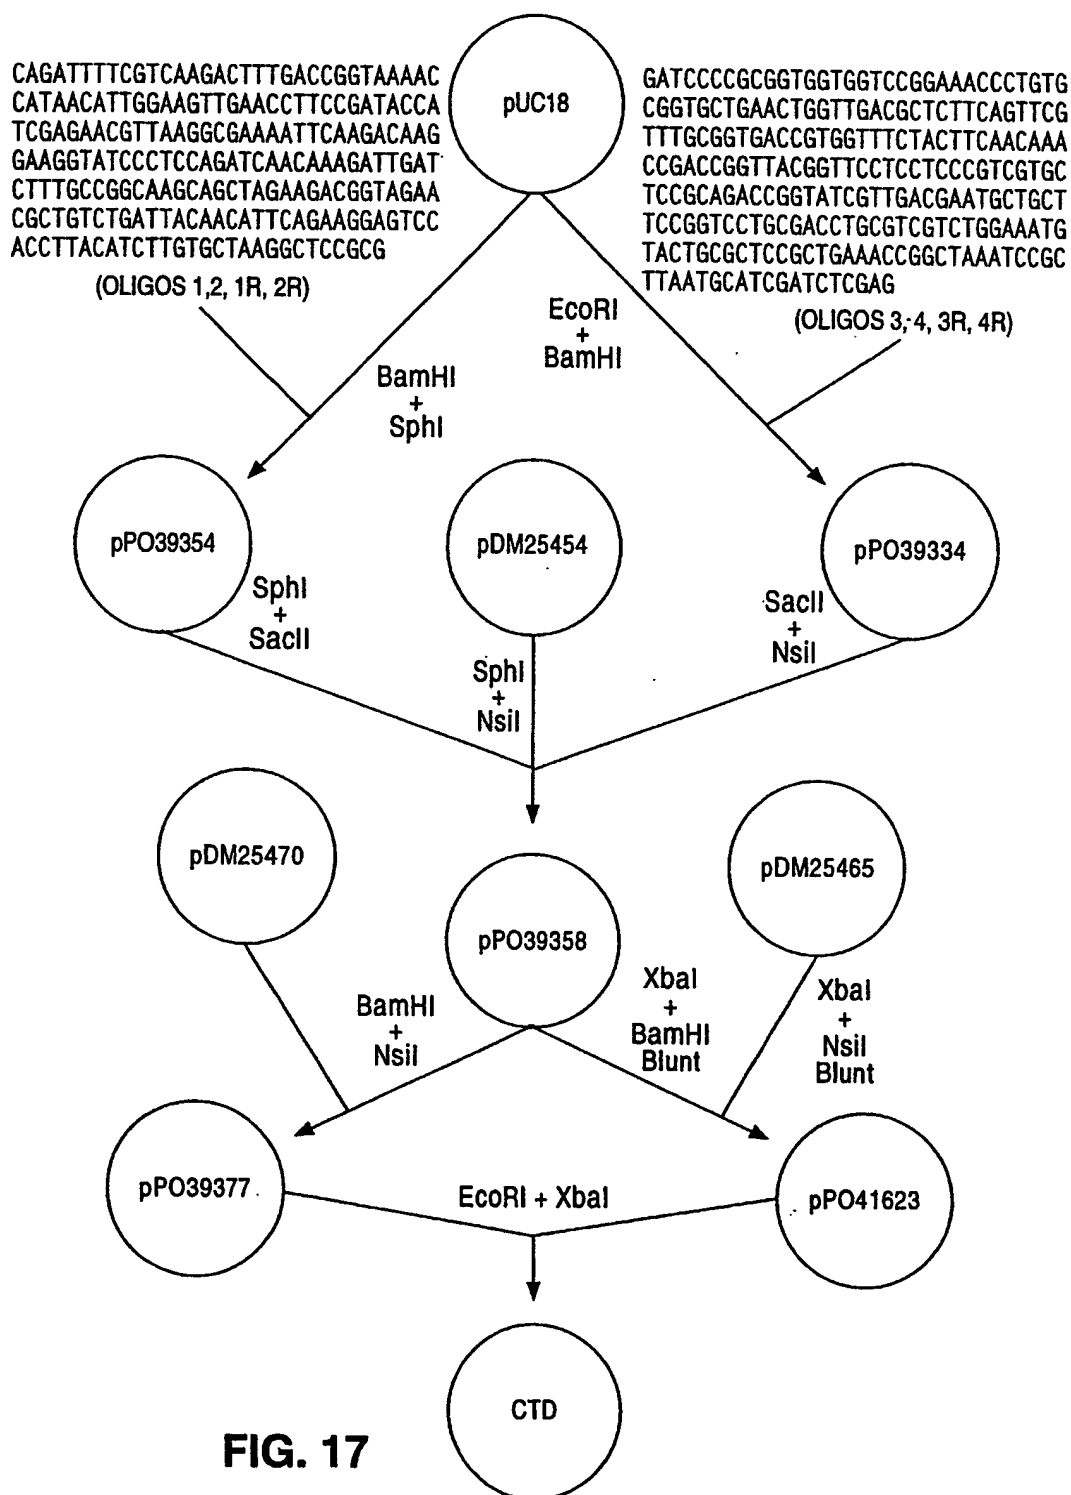 CAGATTTTCGTCAAGACTTTGACCGGTAAAAC
CATAACATTGGAAGTTGAACCTTCCGATACCA
TCGAGAACGTTAAGGCGAAAATTCAAGACAAG
GAAGGTATCCCTCCAGATCAACAAAGATTGAT
CTTTGCCGGCAAGCAGCTAGAAGACGGTAGAA
CGCTGTCTGATTACAACATTCAGAAGGAGTCC
ACCTTACATCTTGTGCTAAGGCTCCGCG
(OLIGOS 1,2, 1R, 2R)
pUC18
GATCCCCGCGGTGGTGGTCCGGAAACCCTGTG
CGGTGCTGAACTGGTTGACGCTCTTCAGTTCG
TTTGCGGTGACCGTGGTTTCTACTTCAACAAA
CCGACCGGTTACGGTTCCTCCTCCCGTCGTGC
TCCGCAGACCGGTATCGTTGACGAATGCTGCT
TCCGGTCCTGCGACCTGCGTCGTCTGGAAATG
TACTGCGCTCCGCTGAAACCGGCTAAATCCGC
TTAATGCATCGATCTCGAG
(OLIGOS 3, 4, 3R, 4R)
EcoRI
+
BamHI
BamHI
+
SphI
pPO39354
pDM25454
pPO39334
SphI
+
SacII
SphI
+
NsiI
SacII
+
NsiI
pDM25470
pPO39358
pDM25465
BamHI
+
NsiI
XbaI
+
BamHI
Blunt
XbaI
+
NsiI
Blunt
pPO39377
EcoRI + XbaI
pPO41623
CTD
FIG. 17